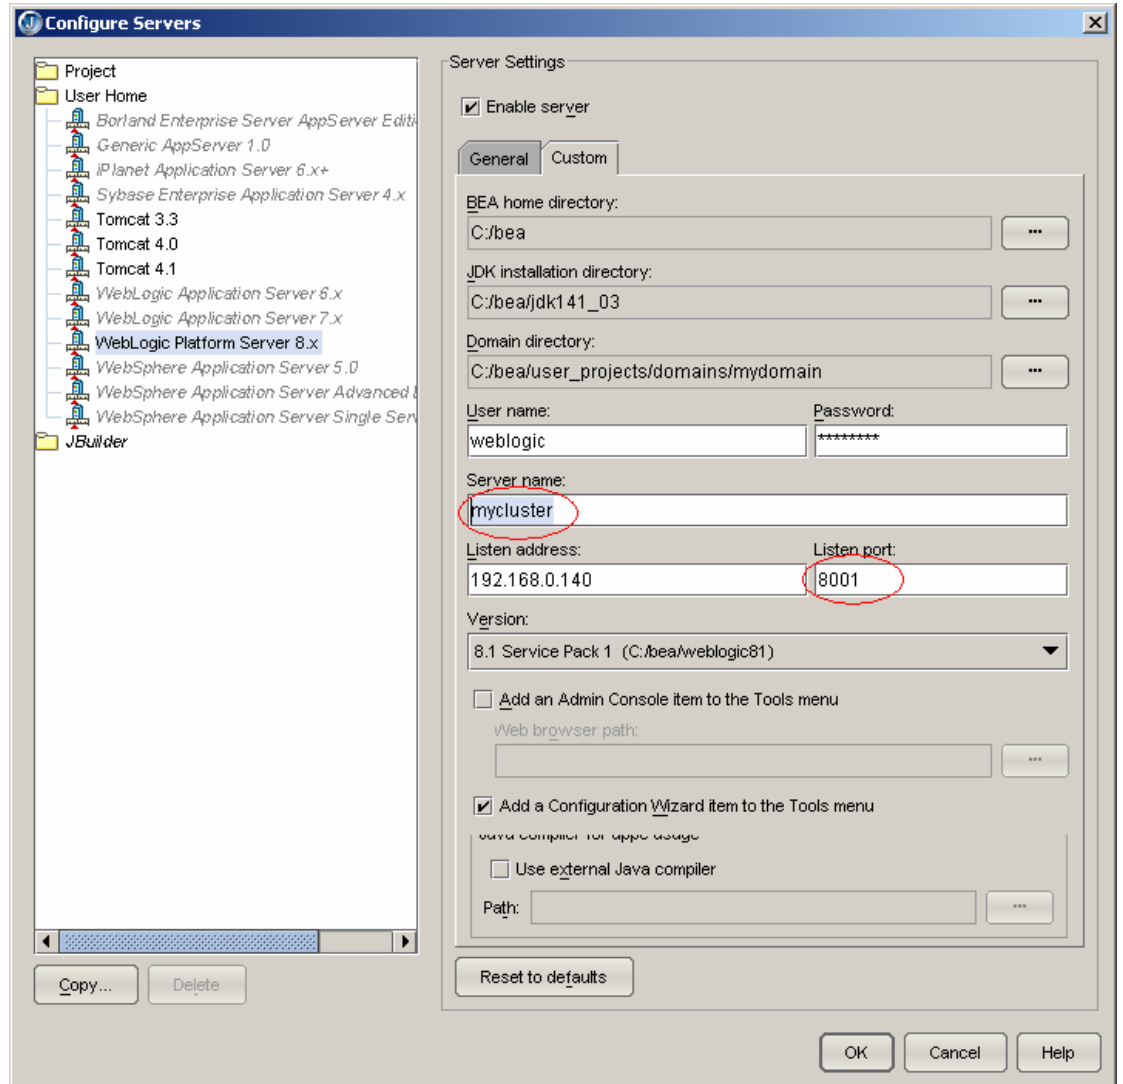 Configure Servers
Project
User Home
Borland Enterprise Server AppServer Editi
Generic AppServer 1.0
iPlanet Application Server 6.x+
Sybase Enterprise Application Server 4.x
Tomcat 3.3
Tomcat 4.0
Tomcat 4.1
WebLogic Application Server 6.x
WebLogic Application Server 7.x
WebLogic Platform Server 8.x
WebSphere Application Server 5.0
WebSphere Application Server Advanced
WebSphere Application Server Single Serv
JBuilder
Copy...
Delete
Server Settings
Enable server
General
Custom
BEA home directory:
C:/bea
...
JDK installation directory:
C:/bea/jdk141_03
...
Domain directory:
C:/bea/user_projects/domains/mydomain
...
User name: Password:
weblogic ********
Server name:
mycluster
Listen address: Listen port:
192.168.0.140 8001
Version:
8.1 Service Pack 1 (C:/bea/weblogic81)
Add an Admin Console item to the Tools menu
Web browser path:
...
Add a Configuration Wizard item to the Tools menu
Java compiler for appc usage
Use external Java compiler
Path:
...
Reset to defaults
OK
Cancel
Help